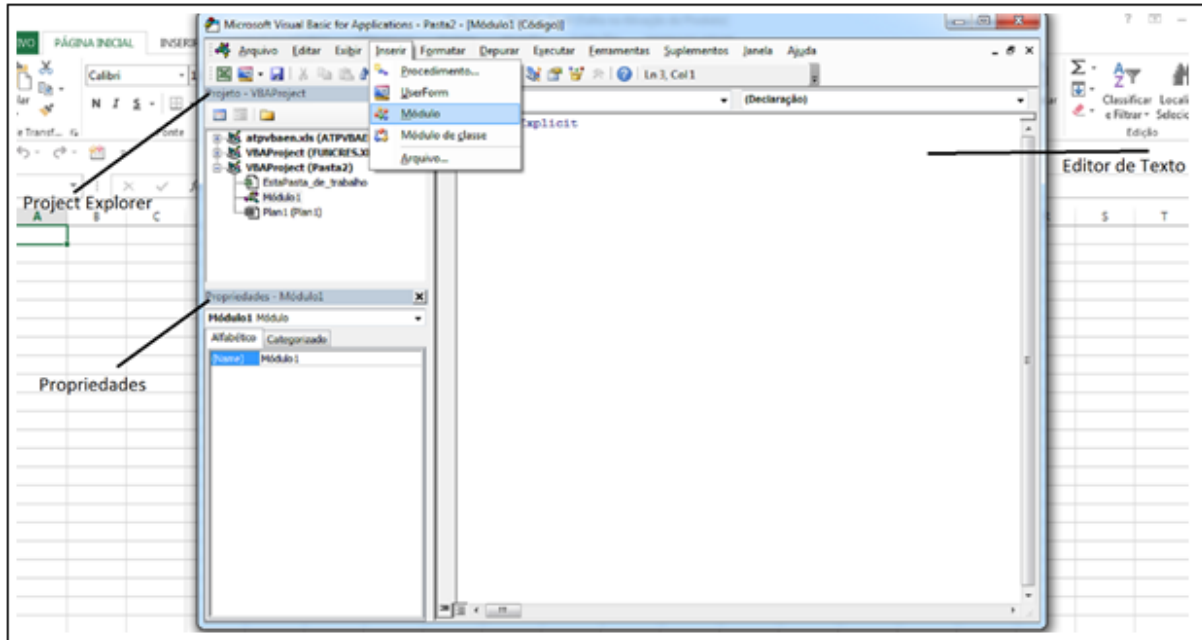 Microsoft Visual Basic for Applications - Pasta2 - [Módulo1 (Código)]
PÁGINA INICIAL
Arquivo Editar Exibir Inserir Formatar Depurar Executar Ferramentas Suplementos Janela Ajuda
Calibri
N I S
Fonte
Ln 3, Col 1
Procedimento...
UserForm
Módulo
Módulo de classe
Arquivo...
Projeto - VBAProject
(Declaração)
Explicit
atpvbaen.xls (ATPVBAE
VBAProject (FUNCRES.XL
VBAProject (Pasta2)
EstaPasta_de_trabalho
Módulo1
Plan1 (Plan1)
Classificar
e Filtrar
Edição
Editor de Texto
Project Explorer
A B C
S T
Propriedades - Módulo1
Módulo1 Módulo
Alfabético Categorizado
(Name) Módulo1
Propriedades